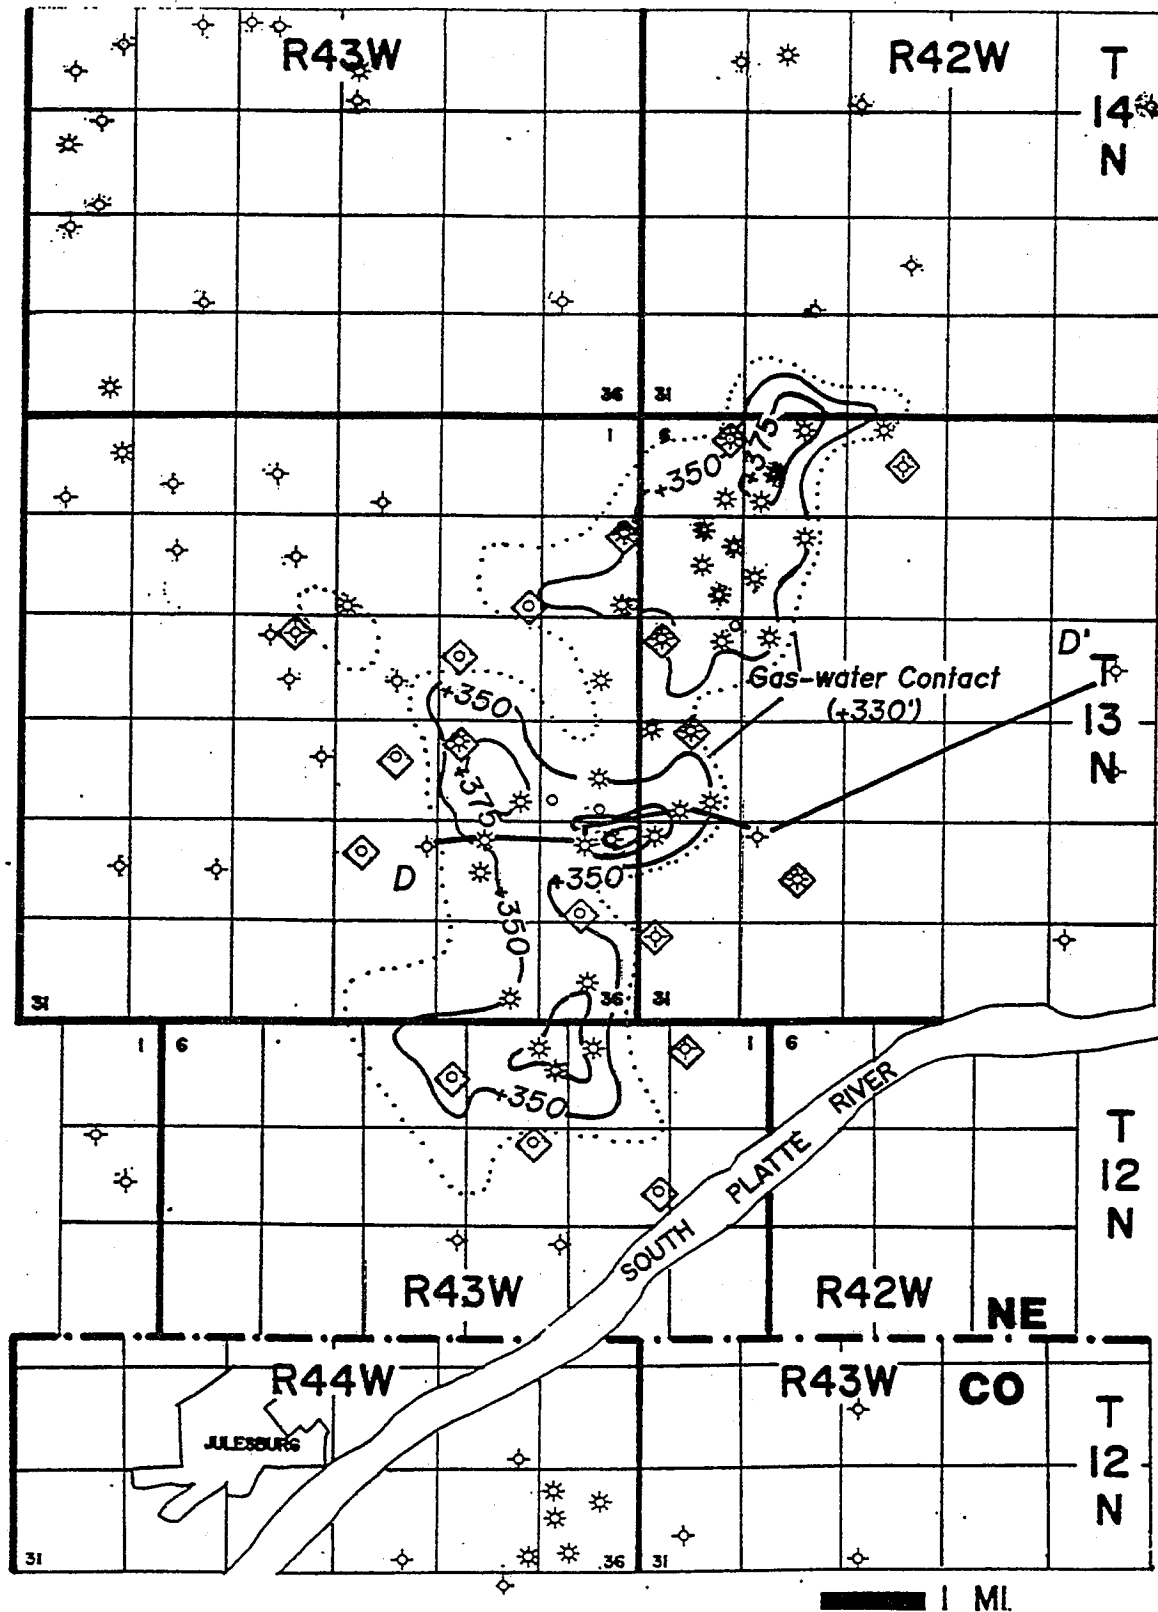 R43W
R42W
T
14
N
36
31
1
6
+350
+375
D'
T
13
N
Gas-water Contact
(+330')
+350
+375
D
+350
+350
31
36
31
1
6
1
6
+350
SOUTH PLATTE RIVER
T
12
N
R43W
R42W
NE
R44W
R43W
CO
JULESBURG
T
12
N
31
36
31
1 MI.